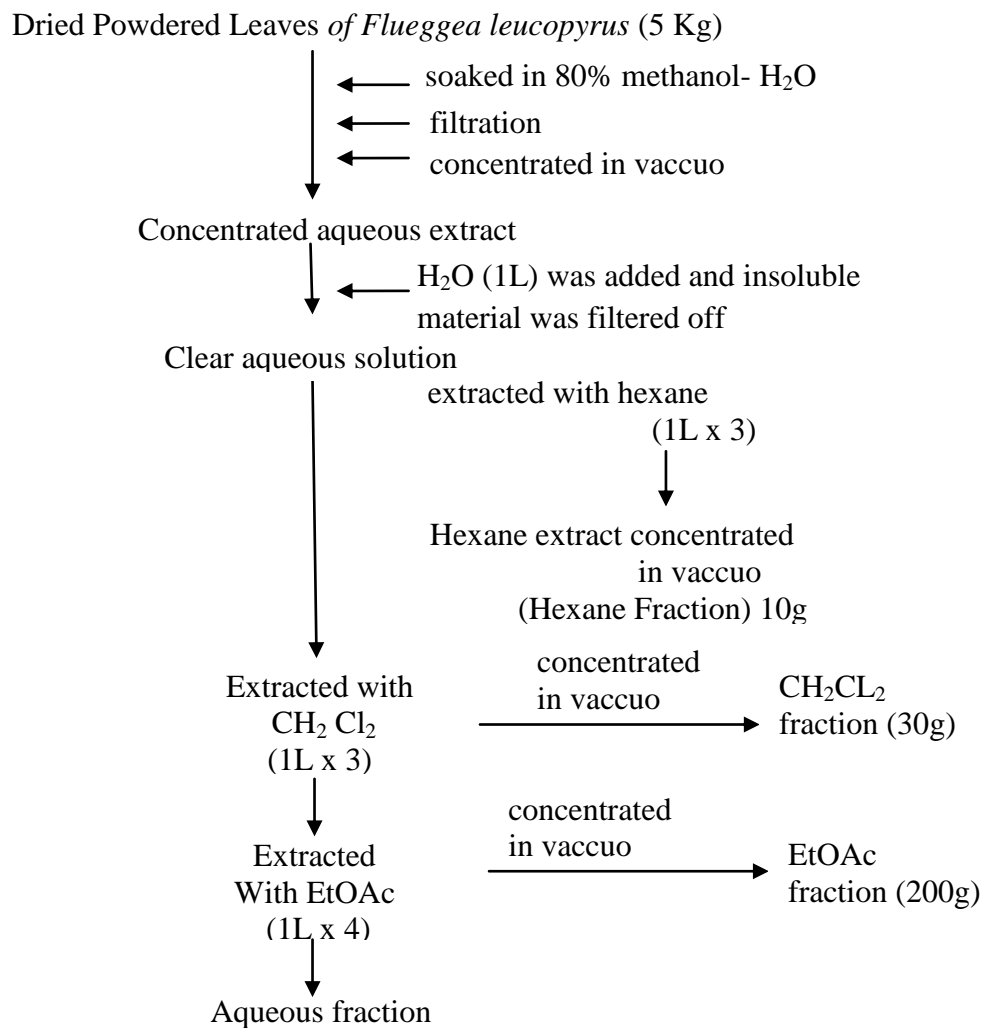 Dried Powdered Leaves of Flueggea leucopyrus (5 Kg)
soaked in 80% methanol- H₂O
filtration
concentrated in vaccuo
Concentrated aqueous extract
H₂O (1L) was added and insoluble
material was filtered off
Clear aqueous solution
extracted with hexane
(1L x 3)
Hexane extract concentrated
in vaccuo
(Hexane Fraction) 10g
Extracted with
CH₂ Cl₂
(1L x 3)
concentrated
in vaccuo
CH₂CL₂
fraction (30g)
Extracted
With EtOAc
(1L x 4)
concentrated
in vaccuo
EtOAc
fraction (200g)
Aqueous fraction